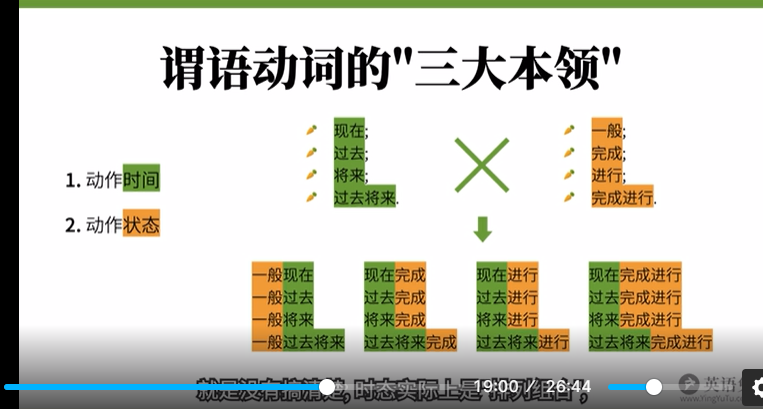 谓语动词的"三大本领"
1. 动作时间
2. 动作状态
现在;
过去;
将来;
过去将来.
一般;
完成;
进行;
完成进行.
一般现在 现在完成 现在进行 现在完成进行
一般过去 过去完成 过去进行 过去完成进行
一般将来 将来完成 将来进行 将来完成进行
一般过去将来 过去将来完成 过去将来进行 过去将来完成进行
就是没有搞清楚, 时态实际上是"排列组合",
19:00 / 26:44
英语
www.YingYuTu.com